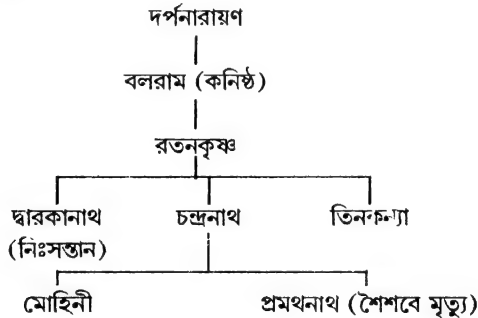 দর্পনারায়ণ
বলরাম (কনিষ্ঠ)
রতনকৃষ্ণ
দ্বারকানাথ চন্দ্রনাথ তিনকন্যা
(নিঃসন্তান)
মোহিনী প্রমথনাথ (শৈশবে মৃত্যু)